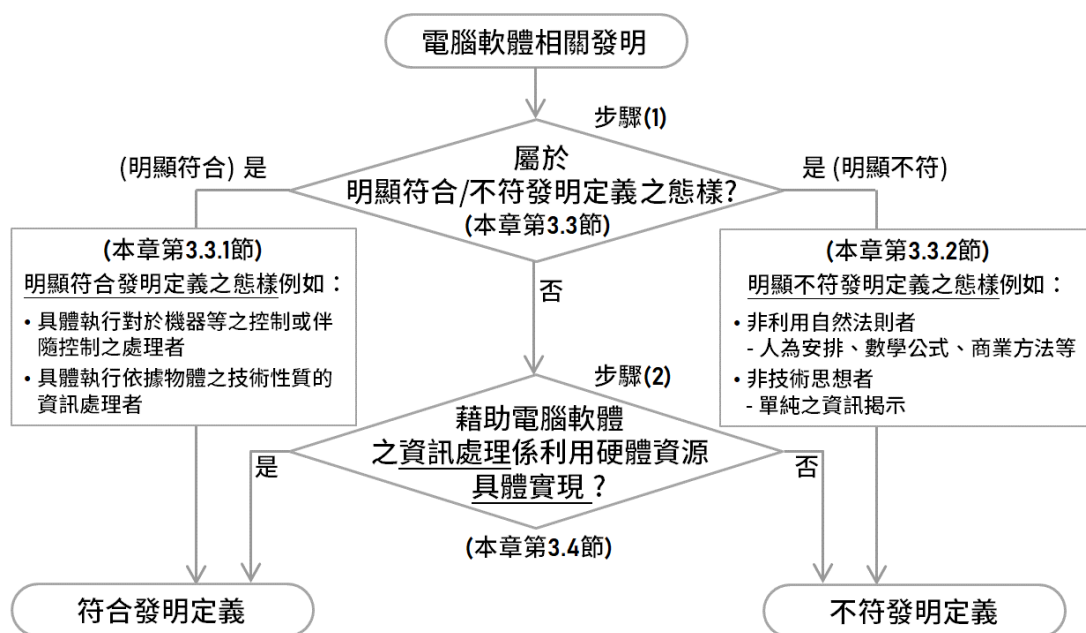 電腦軟體相關發明
步驟(1)
(明顯符合) 是
屬於
是 (明顯不符)
明顯符合/不符發明定義之態樣?
(本章第3.3節)
(本章第3.3.1節)
明顯符合發明定義之態樣例如：
• 具體執行對於機器等之控制或伴
隨控制之處理者
• 具體執行依據物體之技術性質的
資訊處理者
(本章第3.3.2節)
明顯不符發明定義之態樣例如：
• 非利用自然法則者
- 人為安排、數學公式、商業方法等
• 非技術思想者
- 單純之資訊揭示
否
步驟(2)
藉助電腦軟體
之資訊處理係利用硬體資源
具體實現 ?
是
否
(本章第3.4節)
符合發明定義
不符發明定義